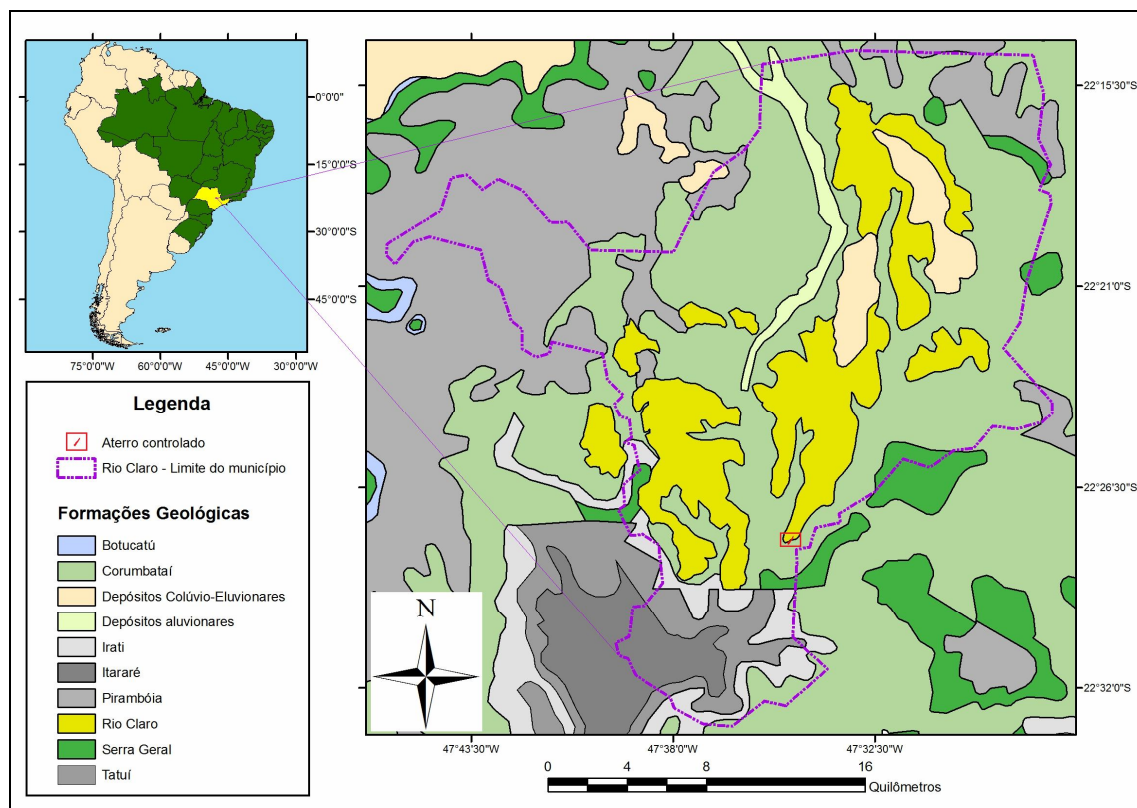 0°0'0"
15°0'0"S
30°0'0"S
45°0'0"S
75°0'0"W 60°0'0"W 45°0'0"W 30°0'0"W
Legenda
Aterro controlado
Rio Claro - Limite do município
Formações Geológicas
Botucatú
Corumbataí
Depósitos Colúvio-Eluvionares
Depósitos aluvionares
Irati
Itararé
Pirambóia
Rio Claro
Serra Geral
Tatuí
N
22°15'30"S
22°21'0"S
22°26'30"S
22°32'0"S
47°43'30"W 47°38'0"W 47°32'30"W
0 4 8 16
Quilômetros